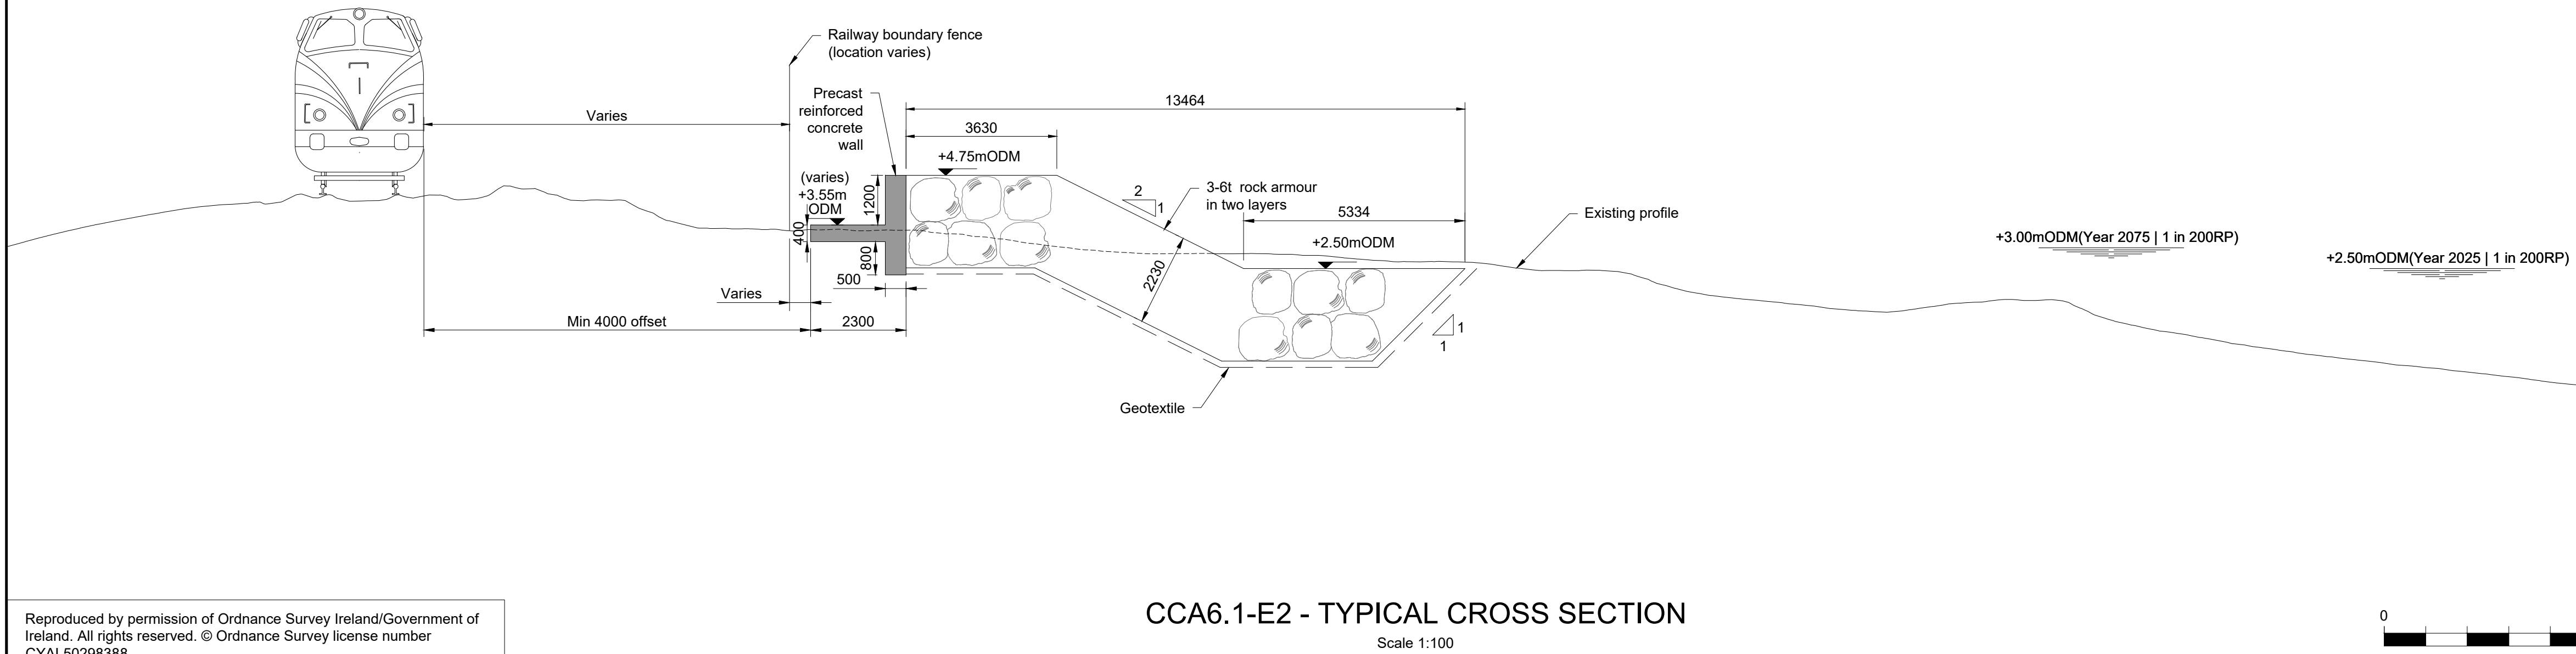 Railway boundary fence
(location varies)
Precast
reinforced
concrete
wall
13464
Varies
3630
+4.75mODM
(varies)
+3.55m
ODM
1200
400
800
2
1
3-6t rock armour
in two layers
5334
Existing profile
+2.50mODM
+3.00mODM(Year 2075 | 1 in 200RP)
+2.50mODM(Year 2025 | 1 in 200RP)
2230
500
Varies
Min 4000 offset
2300
1
1
Geotextile
CCA6.1-E2 - TYPICAL CROSS SECTION
Scale 1:100
0
Reproduced by permission of Ordnance Survey Ireland/Government of
Ireland. All rights reserved. © Ordnance Survey license number
CYAL50298388